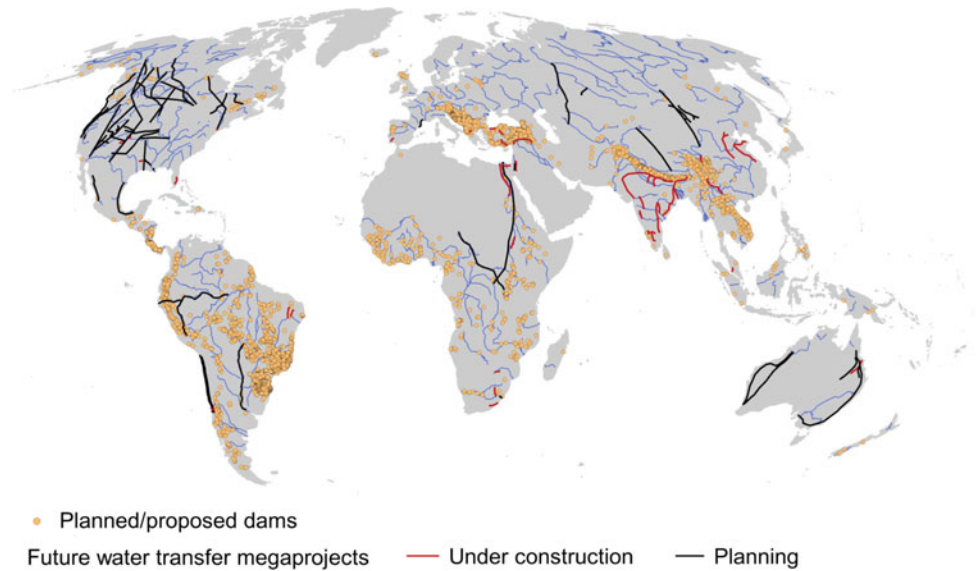 Planned/proposed dams
Future water transfer megaprojects Under construction Planning